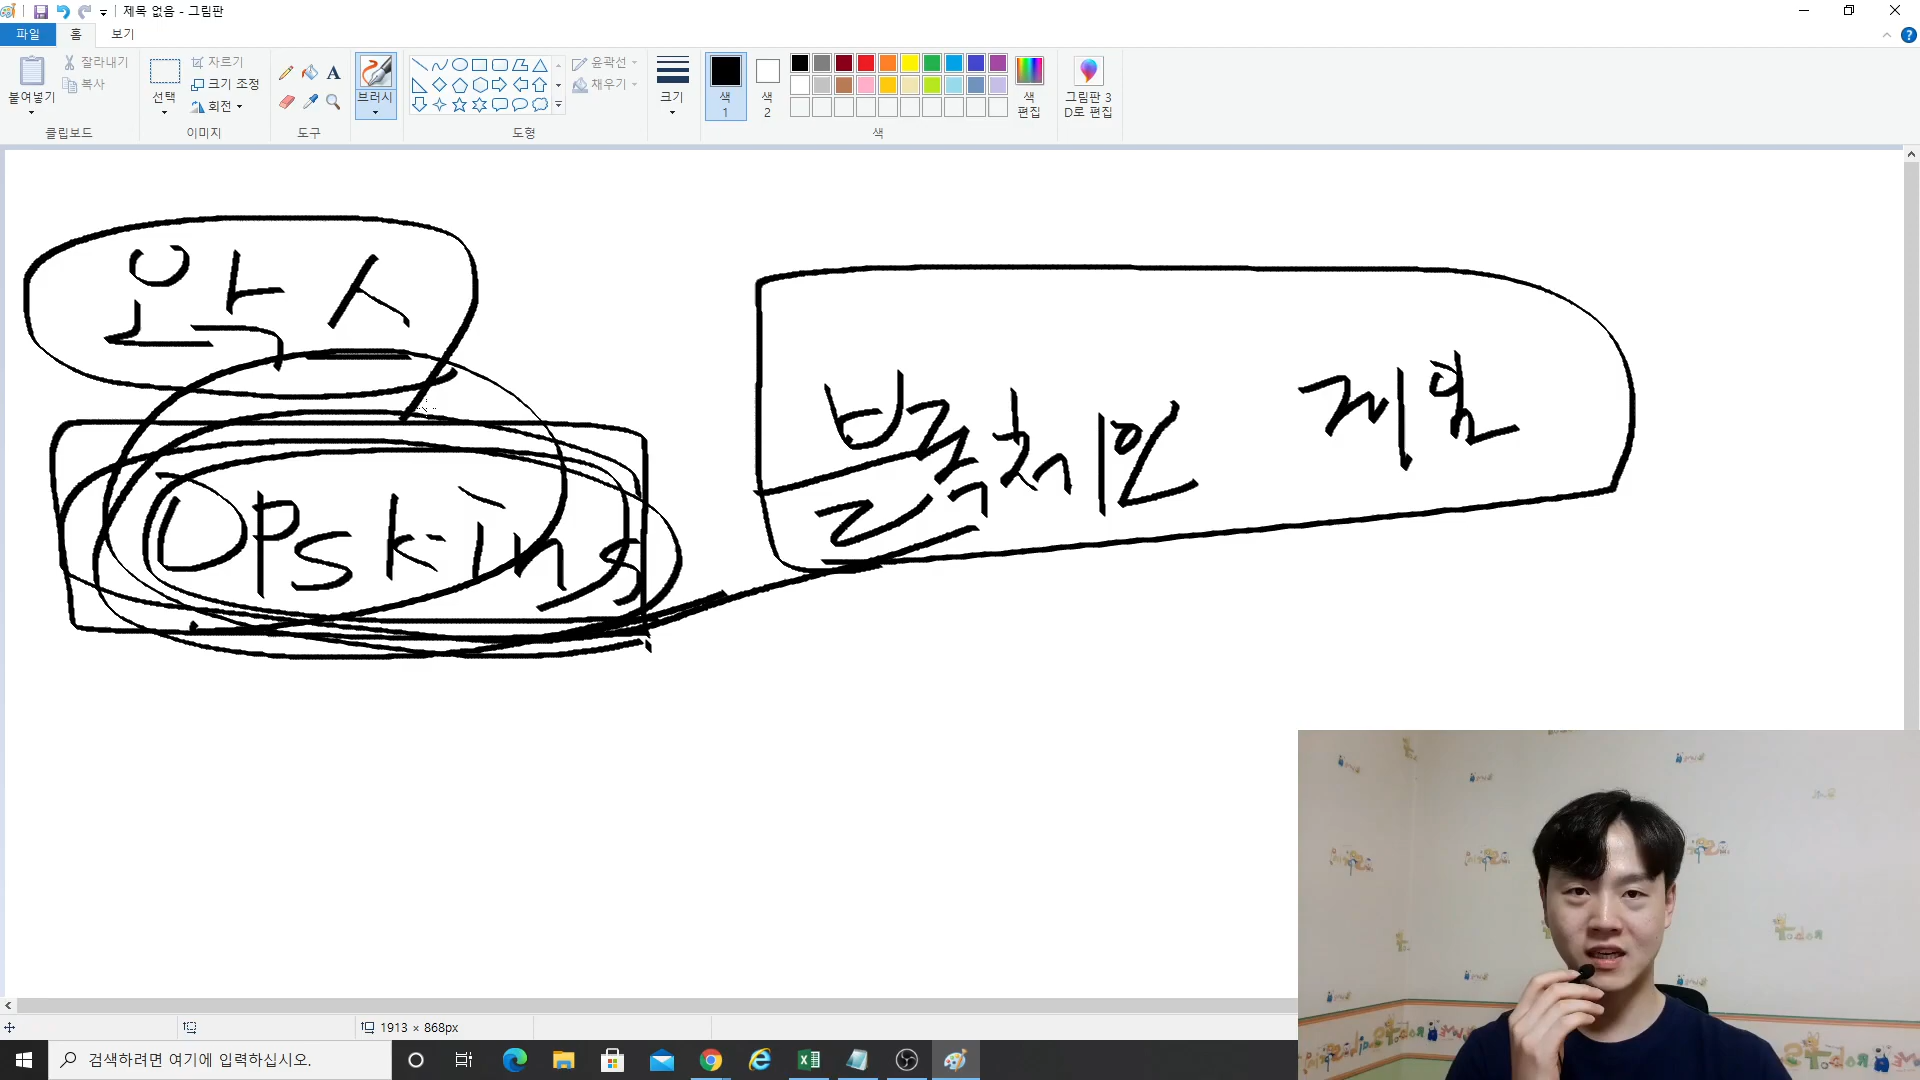 제목 없음 - 그림판
파일
홈
보기
붙여넣기
잘라내기
복사
클립보드
선택
자르기
크기 조정
회전
이미지
도구
브러시
도형
윤곽선
채우기
크기
색
1
색
2
색
편집
색
그림판 3
D로 편집
왁스
OPSkins
블록체인 게임
1913 × 868px
검색하려면 여기에 입력하십시오.